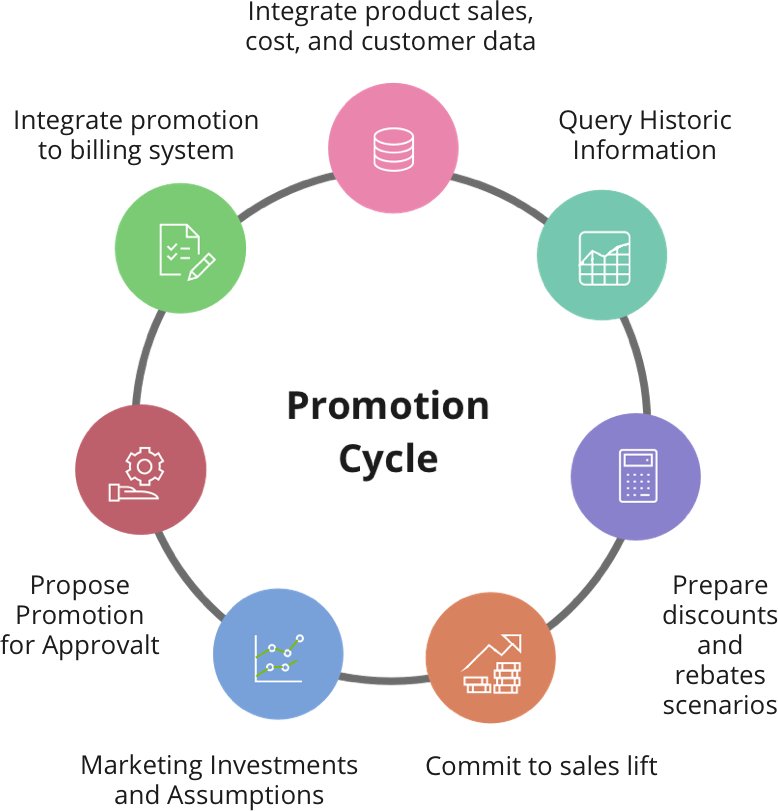 Integrate product sales,
cost, and customer data
Integrate promotion
to billing system
Query Historic
Information
Promotion
Cycle
Propose
Promotion
for Approvalt
Prepare
discounts
and
rebates
scenarios
Marketing Investments
and Assumptions
Commit to sales lift